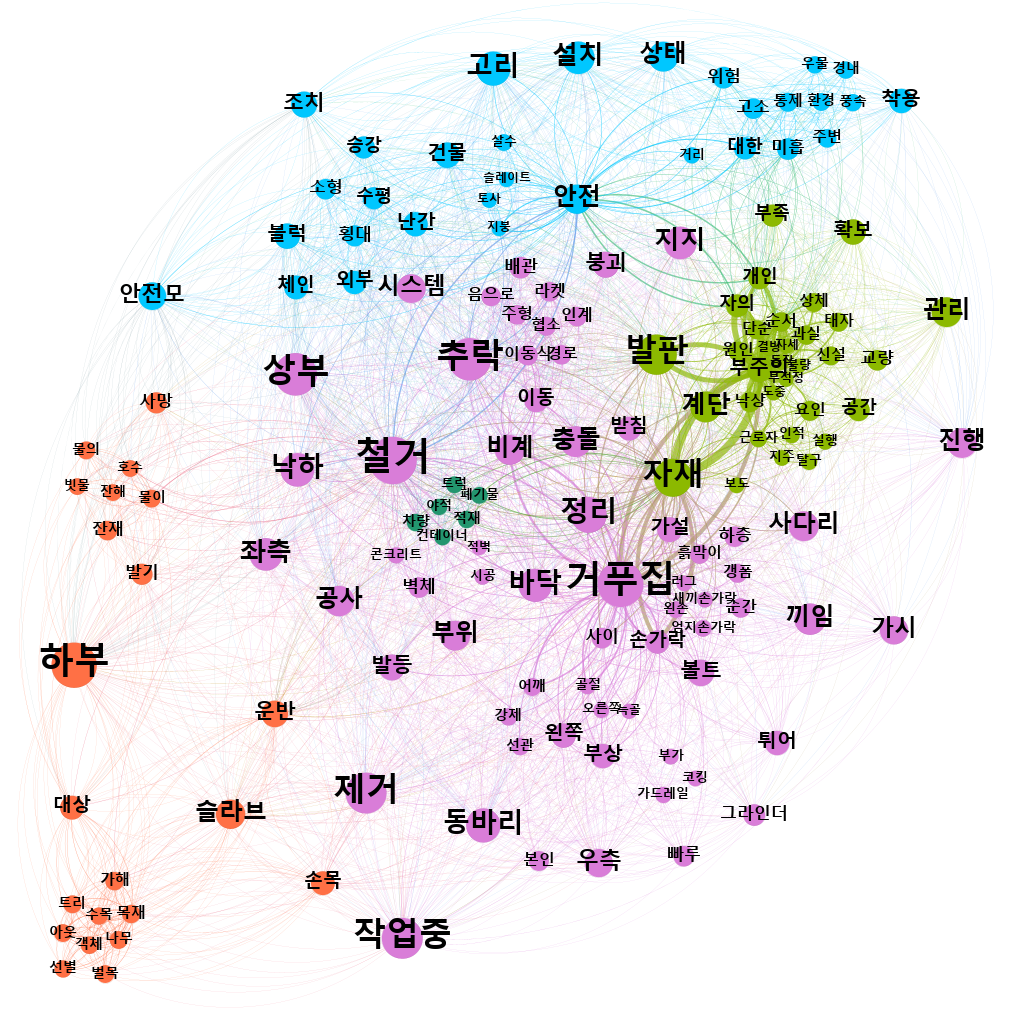 고리
설치
상태
위험
우물
경내
조치
고소
통제
환경
풍속
착용
승강
건물
살수
거리
대한
미흡
주변
소형
수평
슬레이트
토사
안전
블럭
횡대
난간
지붕
부족
확보
안전모
체인
외부
시스템
배관
붕괴
지지
개인
음으로
라켓
자의
상체
관리
주형
협소
인계
단순
순서
과실
태자
상부
추락
이동식
경로
발판
원인
결빙
자세
신설
교량
부주의
불량
부적정
도중
사망
이동
계단
낙상
요인
공간
물의
호수
철거
비계
충돌
받침
근로자
인적
실행
진행
빗물
잔해
물이
낙하
트럭
폐기물
자재
지주
탈구
보도
잔재
야적
차량
적재
컨테이너
정리
가설
하층
사다리
발기
좌측
콘크리트
적벽
흙막이
공사
벽체
시공
바닥
거푸집
러그
갱폼
새끼손가락
왼손
순간
끼임
가시
부위
사이
손가락
엄지손가락
하부
발등
볼트
어깨
골절
운반
강제
오른쪽
녹골
선관
왼쪽
부상
부가
튀어
제거
코킹
가드레일
대상
슬라브
동바리
그라인더
본인
우측
빠루
가해
손목
트리
수목
목재
아웃
객체
나무
작업중
선별
벌목